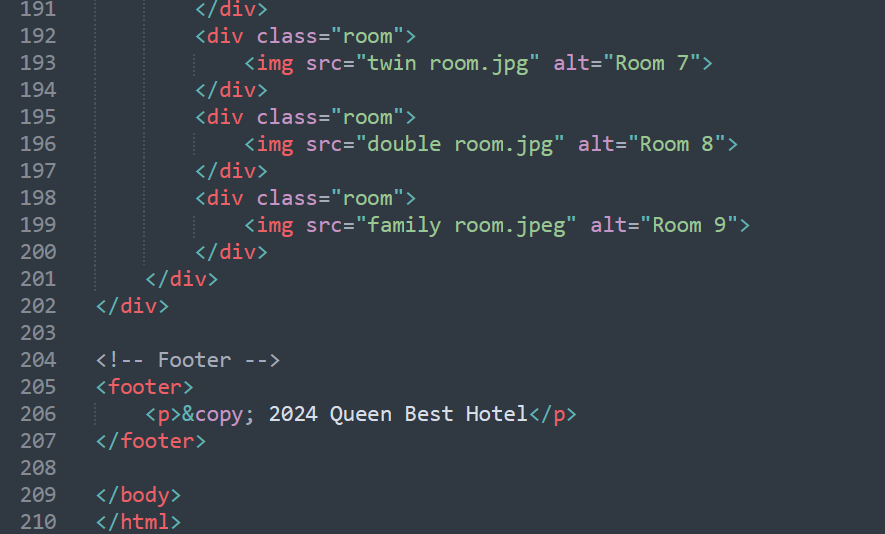 191            </div>
192            <div class="room">
193                <img src="twin room.jpg" alt="Room 7">
194            </div>
195            <div class="room">
196                <img src="double room.jpg" alt="Room 8">
197            </div>
198            <div class="room">
199                <img src="family room.jpeg" alt="Room 9">
200            </div>
201        </div>
202    </div>
203
204    <!-- Footer -->
205    <footer>
206        <p>&copy; 2024 Queen Best Hotel</p>
207    </footer>
208
209    </body>
210    </html>